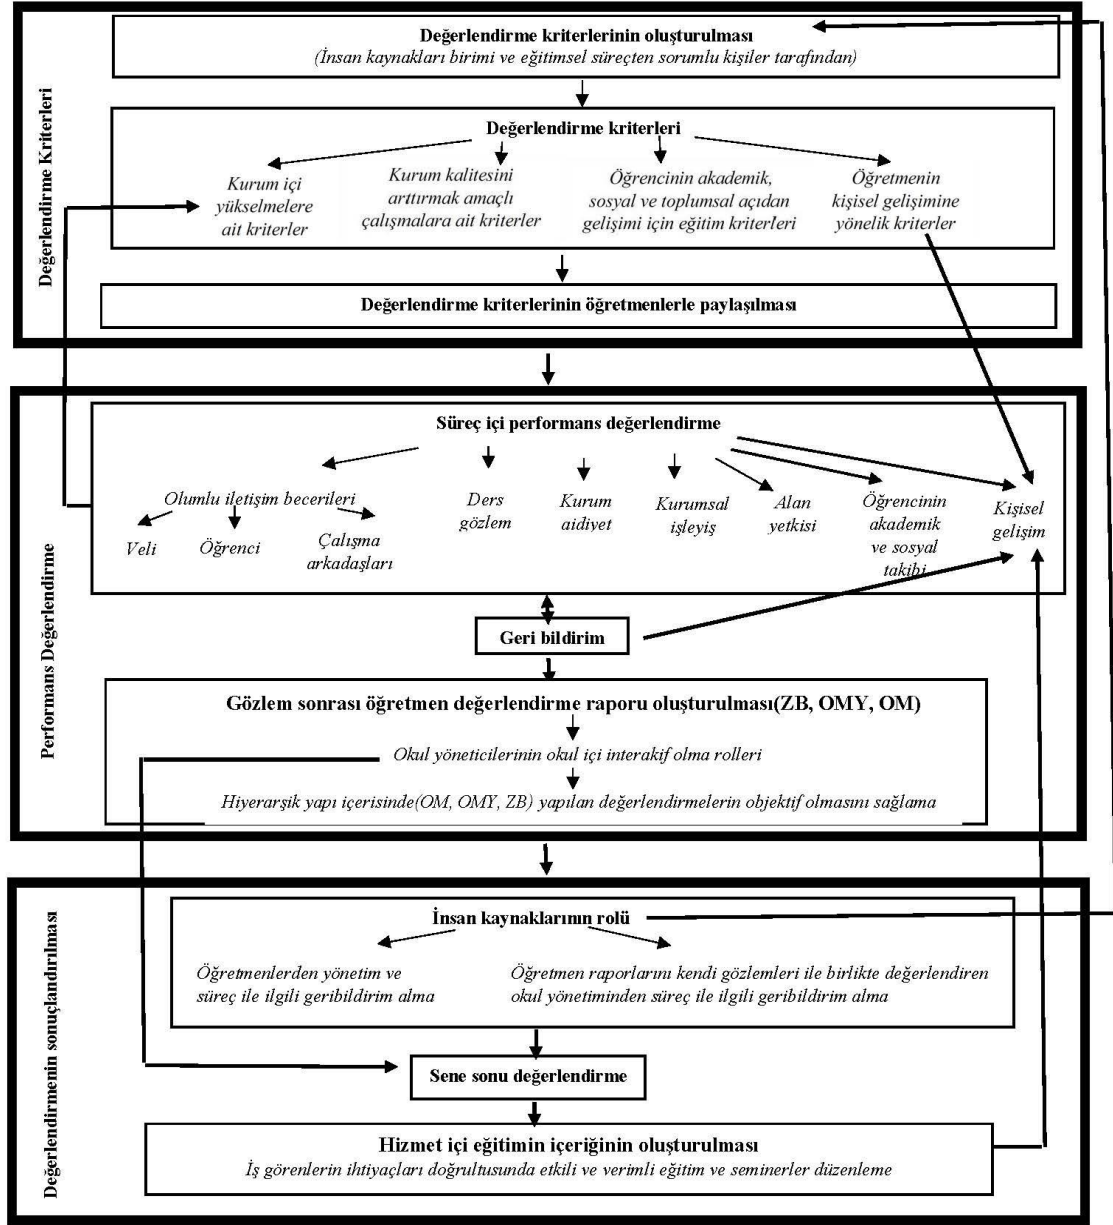 Değerlendirme Kriterleri
Değerlendirme kriterlerinin oluşturulması
(İnsan kaynakları birimi ve eğitimsel süreçten sorumlu kişiler tarafından)
Değerlendirme kriterleri
Kurum içi
yükselmelere
ait kriterler
Kurum kalitesini
arttırmak amaçlı
çalışmalara ait kriterler
Öğrencinin akademik,
sosyal ve toplumsal açıdan
gelişimi için eğitim kriterleri
Öğretmenin
kişisel gelişimine
yönelik kriterler
Değerlendirme kriterlerinin öğretmenlerle paylaşılması
Performans Değerlendirme
Süreç içi performans değerlendirme
Olumlu iletişim becerileri
Veli
Öğrenci
Çalışma
arkadaşları
Ders
gözlem
Kurum
aidiyet
Kurumsal
işleyiş
Alan
yetkisi
Öğrencinin
akademik
ve sosyal
takibi
Kişisel
gelişim
Geri bildirim
Gözlem sonrası öğretmen değerlendirme raporu oluşturulması(ZB, OMY, OM)
Okul yöneticilerinin okul içi interakif olma rolleri
Hiyerarşik yapı içerisinde(OM, OMY, ZB) yapılan değerlendirmelerin objektif olmasını sağlama
Değerlendirmenin sonuçlandırılması
İnsan kaynaklarının rolü
Öğretmenlerden yönetim ve
süreç ile ilgili geribildirim alma
Öğretmen raporlarını kendi gözlemleri ile birlikte değerlendiren
okul yönetiminden süreç ile ilgili geribildirim alma
Sene sonu değerlendirme
Hizmet içi eğitimin içeriğinin oluşturulması
İş görenlerin ihtiyaçları doğrultusunda etkili ve verimli eğitim ve seminerler düzenleme